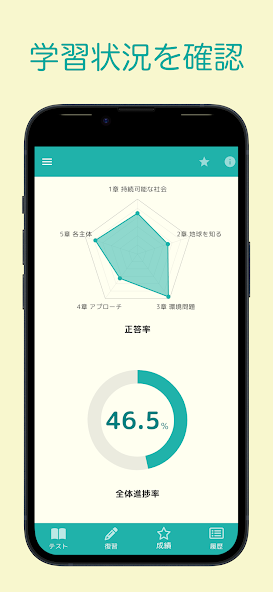 学習状況を確認
1章 持続可能な社会
5章 各主体
2章 地球を知る
4章 アプローチ
3章 環境問題
正答率
46.5%
全体進捗率
テスト
復習
成績
履歴